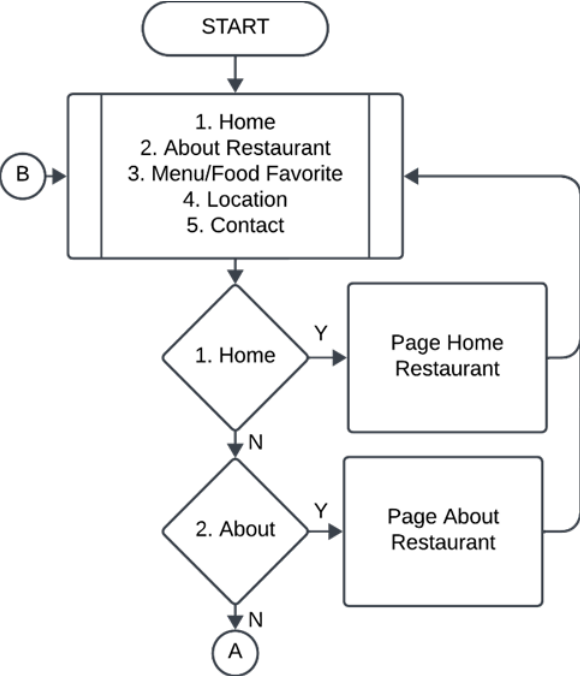 START
1. Home
2. About Restaurant
3. Menu/Food Favorite
4. Location
5. Contact
B
1. Home
Y
Page Home
Restaurant
N
2. About
Y
Page About
Restaurant
N
A